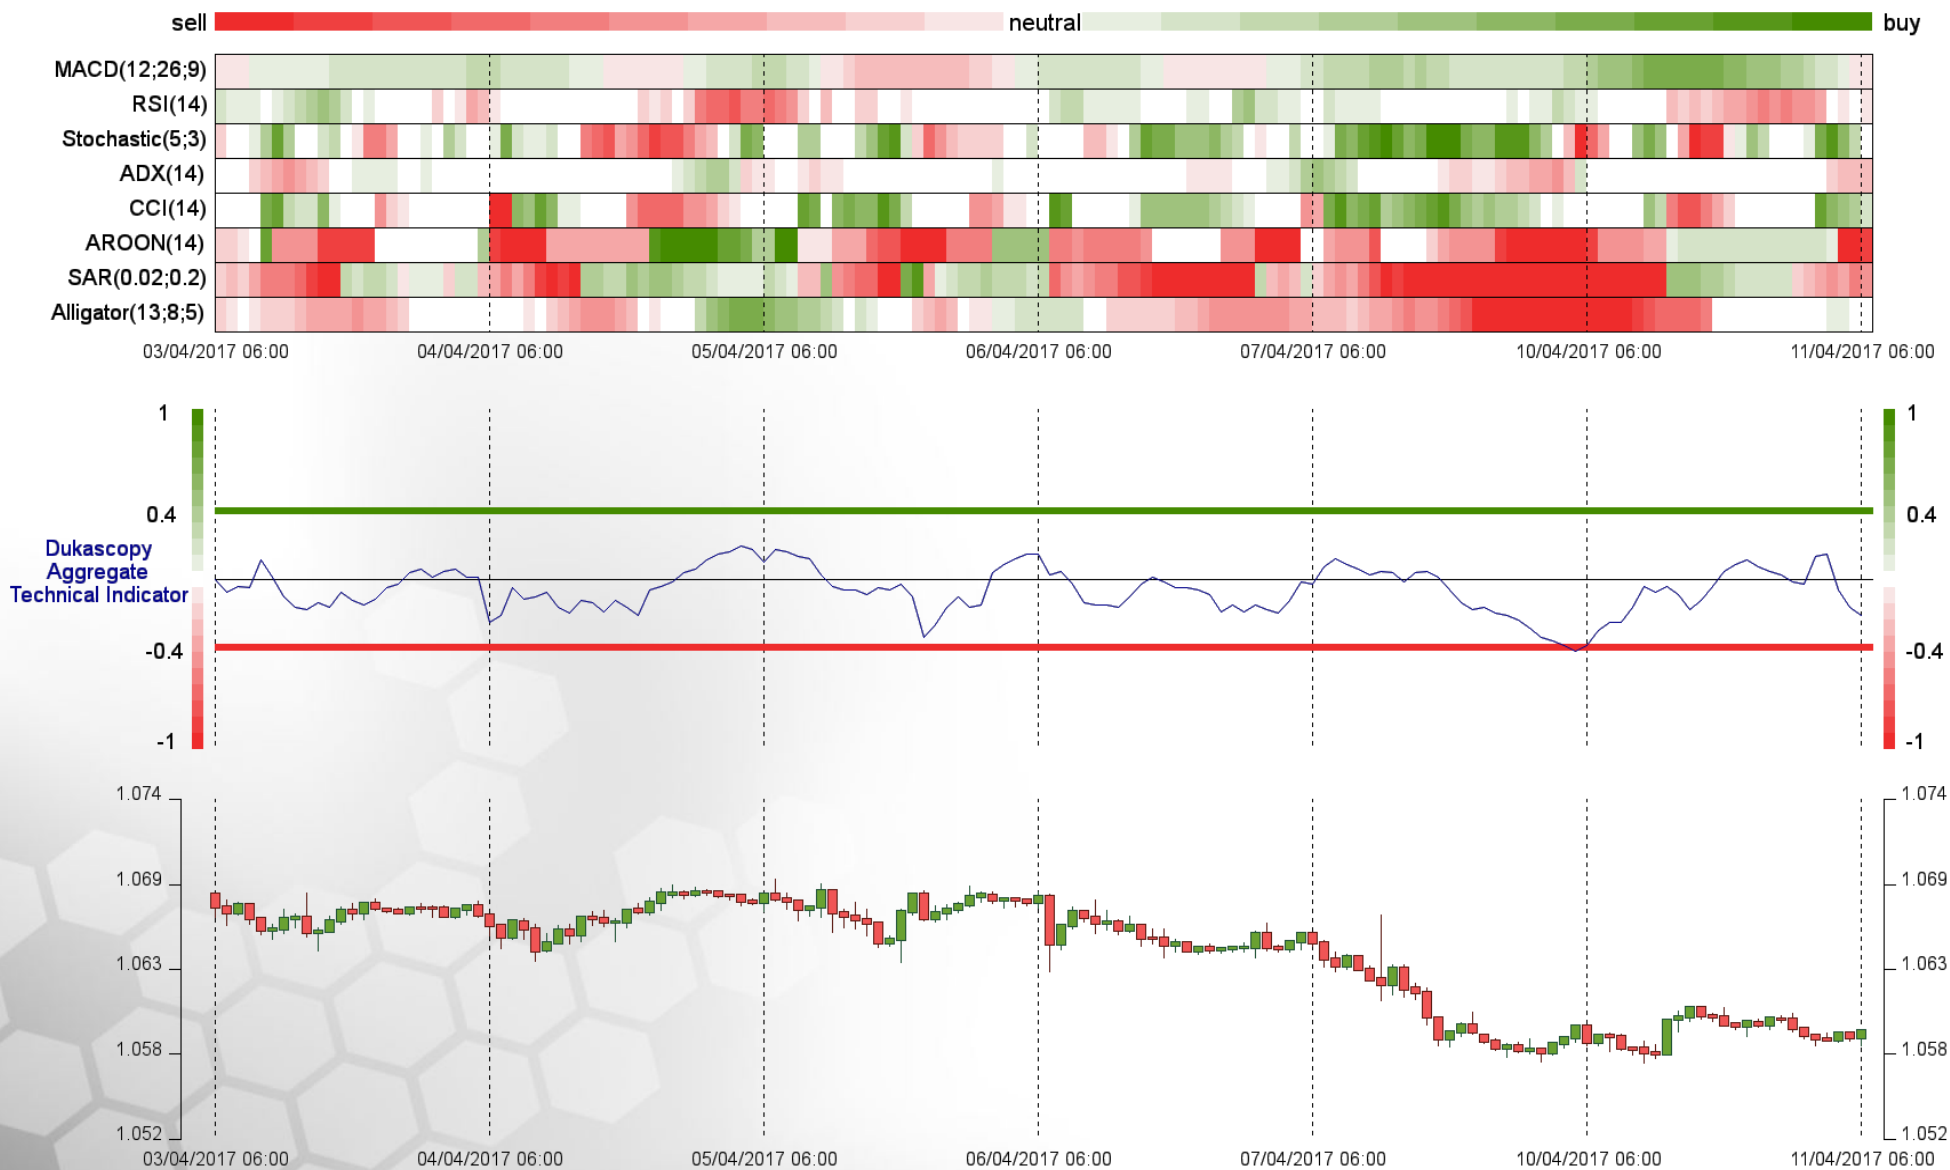 sell neutral buy
MACD(12;26;9)
RSI(14)
Stochastic(5;3)
ADX(14)
CCI(14)
AROON(14)
SAR(0.02;0.2)
Alligator(13;8;5)
03/04/2017 06:00 04/04/2017 06:00 05/04/2017 06:00 06/04/2017 06:00 07/04/2017 06:00 10/04/2017 06:00 11/04/2017 06:00
1 1
0.4 0.4
Dukascopy
Aggregate
Technical Indicator
-0.4 -0.4
-1 -1
1.074 1.074
1.069 1.069
1.063 1.063
1.058 1.058
1.052 1.052
03/04/2017 06:00 04/04/2017 06:00 05/04/2017 06:00 06/04/2017 06:00 07/04/2017 06:00 10/04/2017 06:00 11/04/2017 06:00